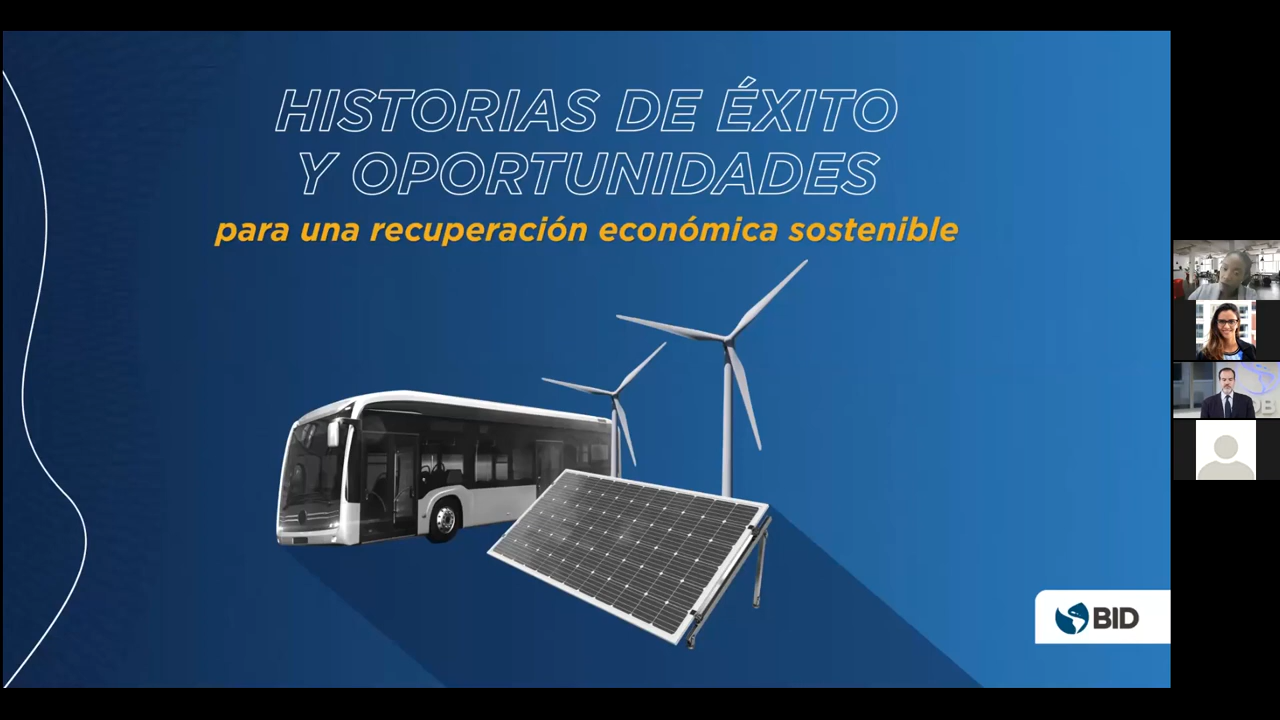 HISTORIAS DE ÉXITO
Y OPORTUNIDADES
para una recuperación económica sostenible
BID